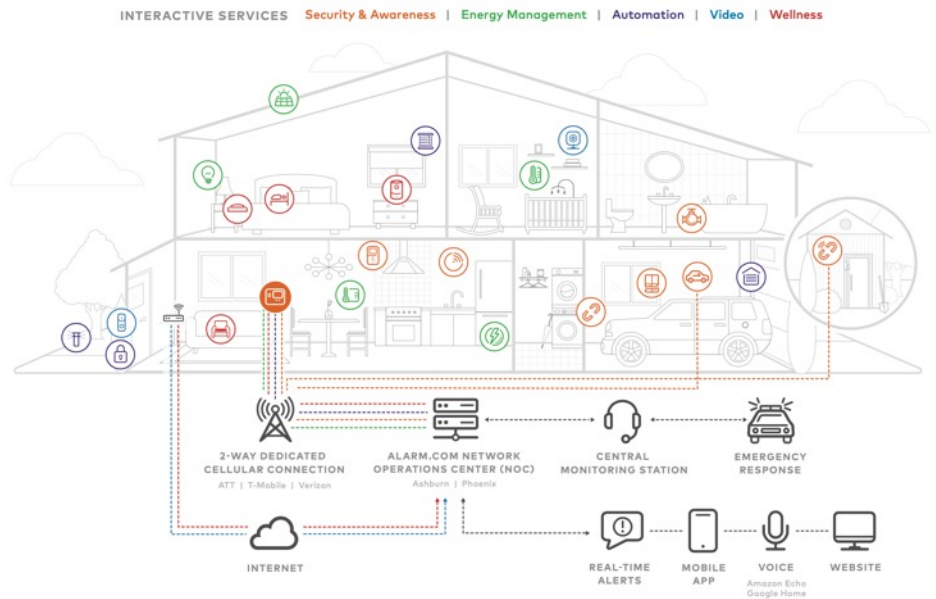 INTERACTIVE SERVICES Security & Awareness | Energy Management | Automation | Video | Wellness
2-WAY DEDICATED
CELLULAR CONNECTION
ATT | T-Mobile | Verizon
ALARM.COM NETWORK
OPERATIONS CENTER (NOC)
Ashburn | Phoenix
CENTRAL
MONITORING STATION
EMERGENCY
RESPONSE
INTERNET
REAL-TIME
ALERTS
MOBILE
APP
VOICE
Amazon Echo
Google Home
WEBSITE